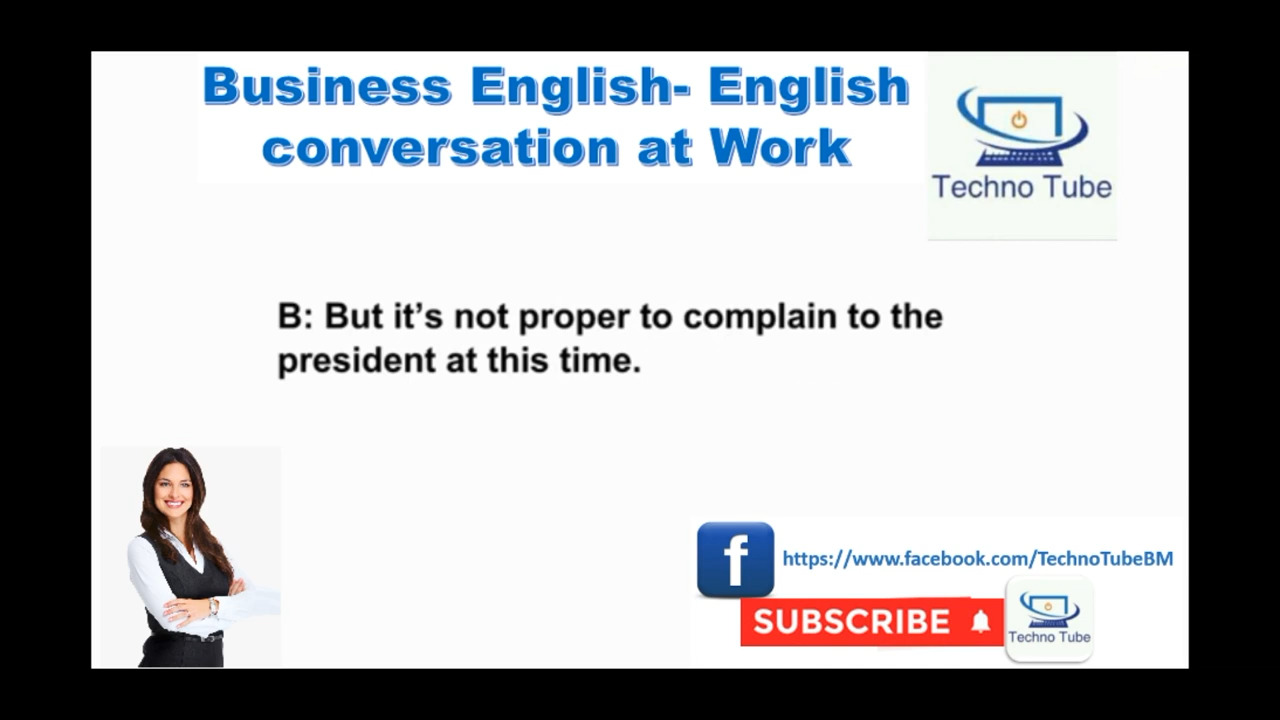 Business English- English
conversation at Work
Techno Tube
B: But it’s not proper to complain to the
president at this time.
f
https://www.facebook.com/TechnoTubeBM
SUBSCRIBE
Techno Tube